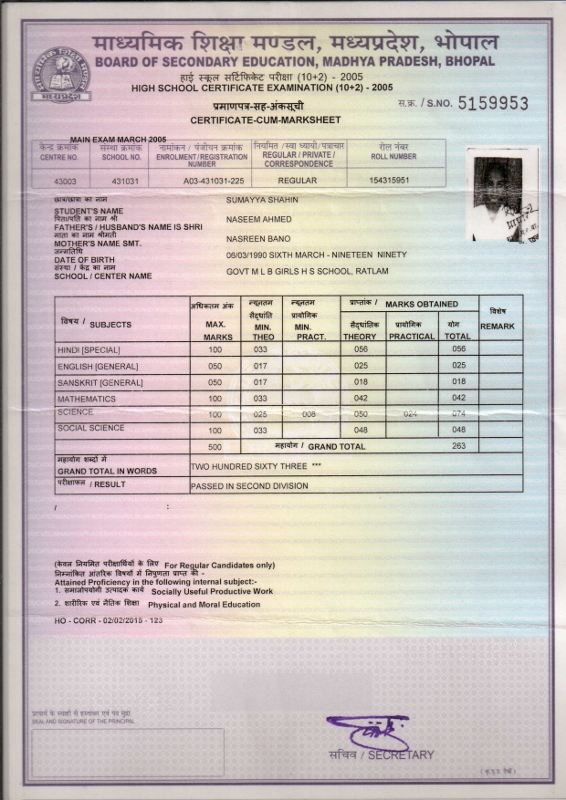 माध्यमिक शिक्षा मण्डल, मध्यप्रदेश, भोपाल
BOARD OF SECONDARY EDUCATION, MADHYA PRADESH, BHOPAL
हाई स्कूल सर्टिफिकेट परीक्षा (10+2) - 2005
HIGH SCHOOL CERTIFICATE EXAMINATION (10+2) - 2005
प्रमाणपत्र-सह-अंकसूची स.क्र. / S.NO. 5159953
CERTIFICATE-CUM-MARKSHEET
MAIN EXAM MARCH-2005
केन्द्र क्रमांक संस्था क्रमांक नामांकन / पंजीयन क्रमांक नियमित / स्वाध्यायी/पत्राचार रोल नंबर
CENTRE NO. SCHOOL NO. ENROLMENT/REGISTRATION NUMBER REGULAR / PRIVATE / CORRESPONDENCE ROLL NUMBER
43003 431031 A03-431031-225 REGULAR 154315951
छात्र/छात्रा का नाम
STUDENT'S NAME SUMAYYA SHAHIN
पिता/पति का नाम श्री
FATHER'S / HUSBAND'S NAME IS SHRI NASEEM AHMED
माता का नाम श्रीमती
MOTHER'S NAME SMT. NASREEN BANO
जन्मतिथि
DATE OF BIRTH 06/03/1990 SIXTH MARCH - NINETEEN NINETY
संस्था / केंद्र का नाम
SCHOOL / CENTER NAME GOVT M L B GIRLS H S SCHOOL, RATLAM
विषय / SUBJECTS अधिकतम अंक MAX. MARKS न्यूनतम सैद्धांति MIN. THEO न्यूनतम प्रायोगिक MIN. PRACT. प्राप्तांक / MARKS OBTAINED विशेष REMARK
सैद्धांतिक THEORY प्रायोगिक PRACTICAL योग TOTAL
HINDI [SPECIAL] 100 033 056 056
ENGLISH [GENERAL] 050 017 025 025
SANSKRIT [GENERAL] 050 017 018 018
MATHEMATICS 100 033 042 042
SCIENCE 100 025 008 050 024 074
SOCIAL SCIENCE 100 033 048 048
500 महायोग / GRAND TOTAL 263
महायोग शब्दों में
GRAND TOTAL IN WORDS TWO HUNDRED SIXTY THREE ***
परीक्षाफल / RESULT PASSED IN SECOND DIVISION
/ :
(केवल नियमित परीक्षार्थियों के लिए For Regular Candidates only)
निम्नांकित आंतरिक विषयों में निपुणता प्राप्त की -
Attained Proficiency in the following internal subject:-
1. समाजोपयोगी उत्पादक कार्य Socially Useful Productive Work
2. शारीरिक एवं नैतिक शिक्षा Physical and Moral Education
HO - CORR - 02/02/2015 - 123
प्राचार्य के हस्ताक्षर एवं पद मुद्रा
SEAL AND SIGNATURE OF THE PRINCIPAL
सचिव / SECRETARY